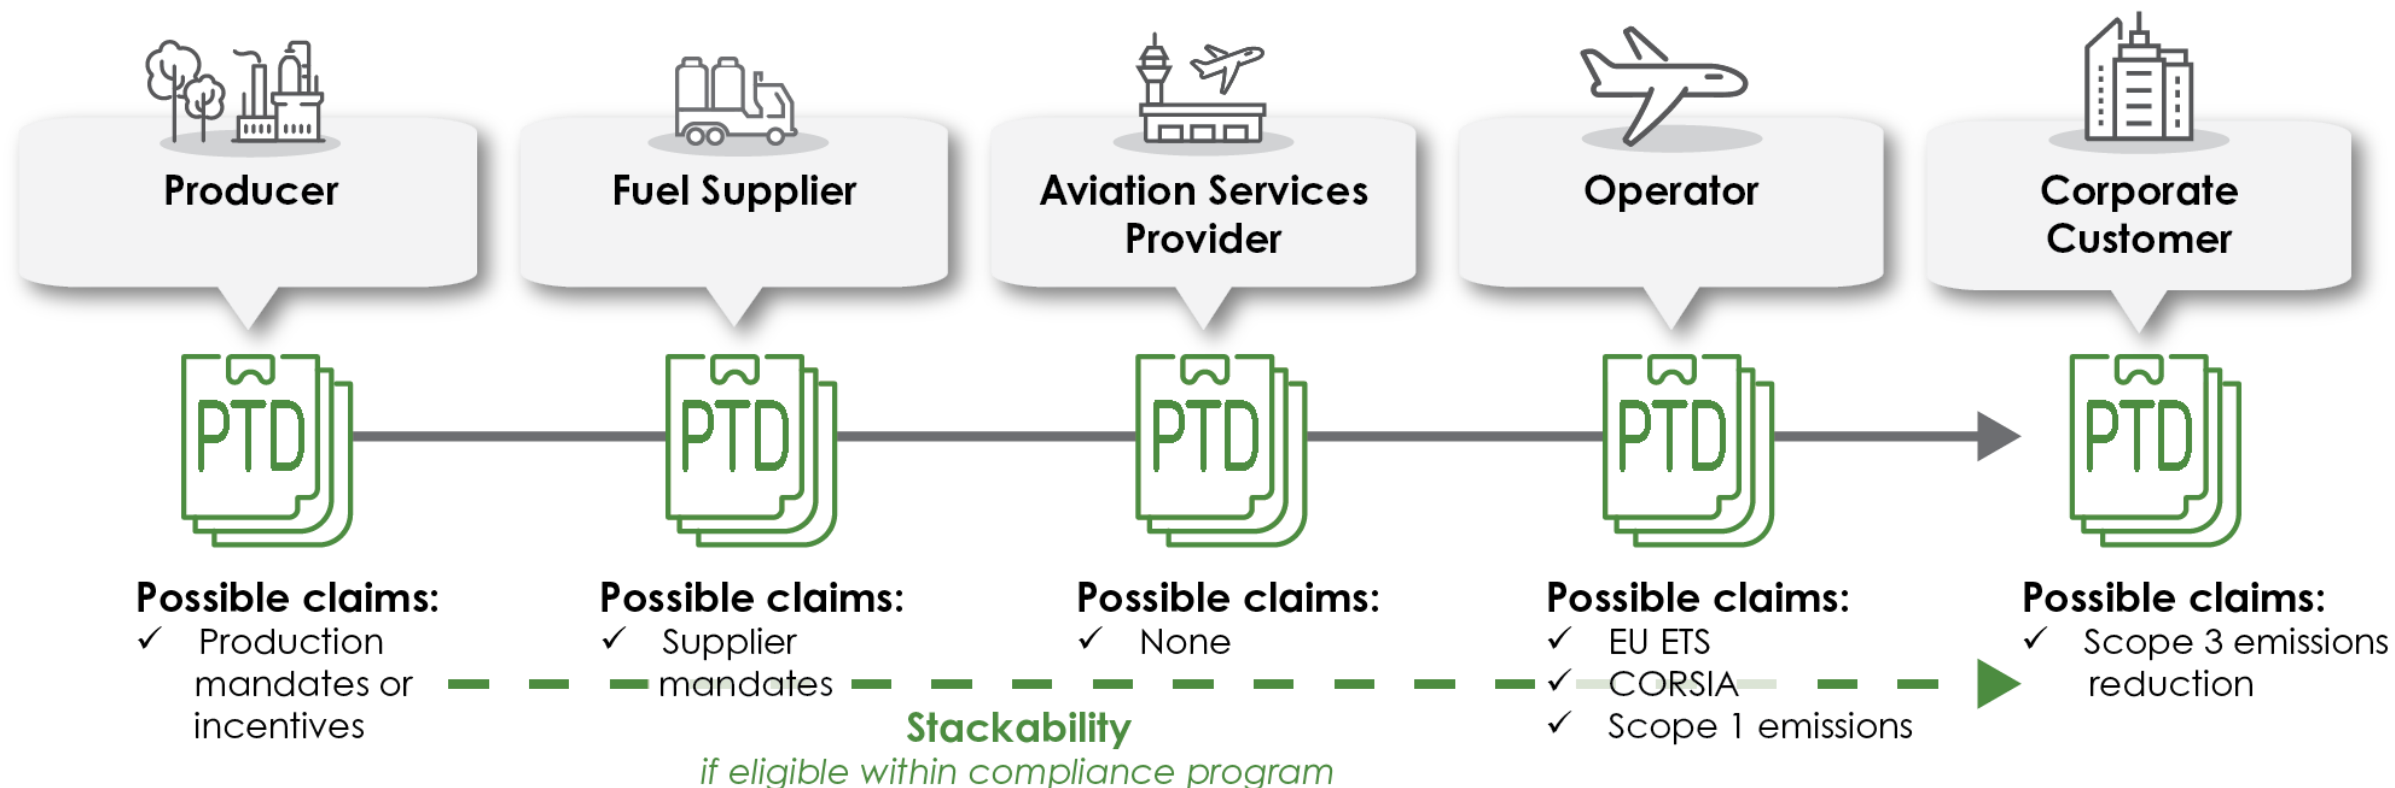 Producer
Fuel Supplier
Aviation Services
Provider
Operator
Corporate
Customer
PTD
PTD
PTD
PTD
PTD
Possible claims:
✓ Production
mandates or
incentives
Possible claims:
✓ Supplier
mandates
Possible claims:
✓ None
Possible claims:
✓ EU ETS
✓ CORSIA
✓ Scope 1 emissions
Possible claims:
✓ Scope 3 emissions
reduction
Stackability
if eligible within compliance program